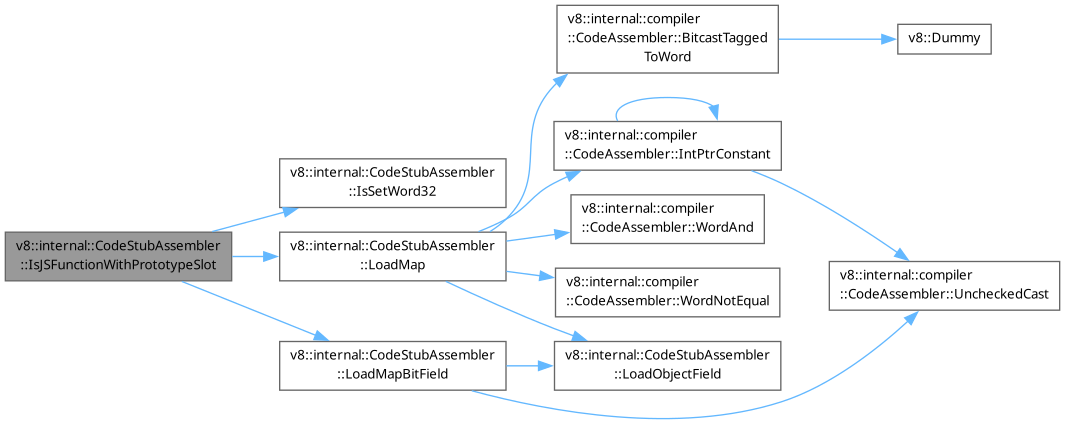 v8::internal::CodeStubAssembler
::IsJSFunctionWithPrototypeSlot
v8::internal::CodeStubAssembler
::IsSetWord32
v8::internal::CodeStubAssembler
::LoadMap
v8::internal::CodeStubAssembler
::LoadMapBitField
v8::internal::compiler
::CodeAssembler::BitcastTagged
ToWord
v8::internal::compiler
::CodeAssembler::IntPtrConstant
v8::internal::compiler
::CodeAssembler::WordAnd
v8::internal::compiler
::CodeAssembler::WordNotEqual
v8::internal::CodeStubAssembler
::LoadObjectField
v8::Dummy
v8::internal::compiler
::CodeAssembler::UncheckedCast